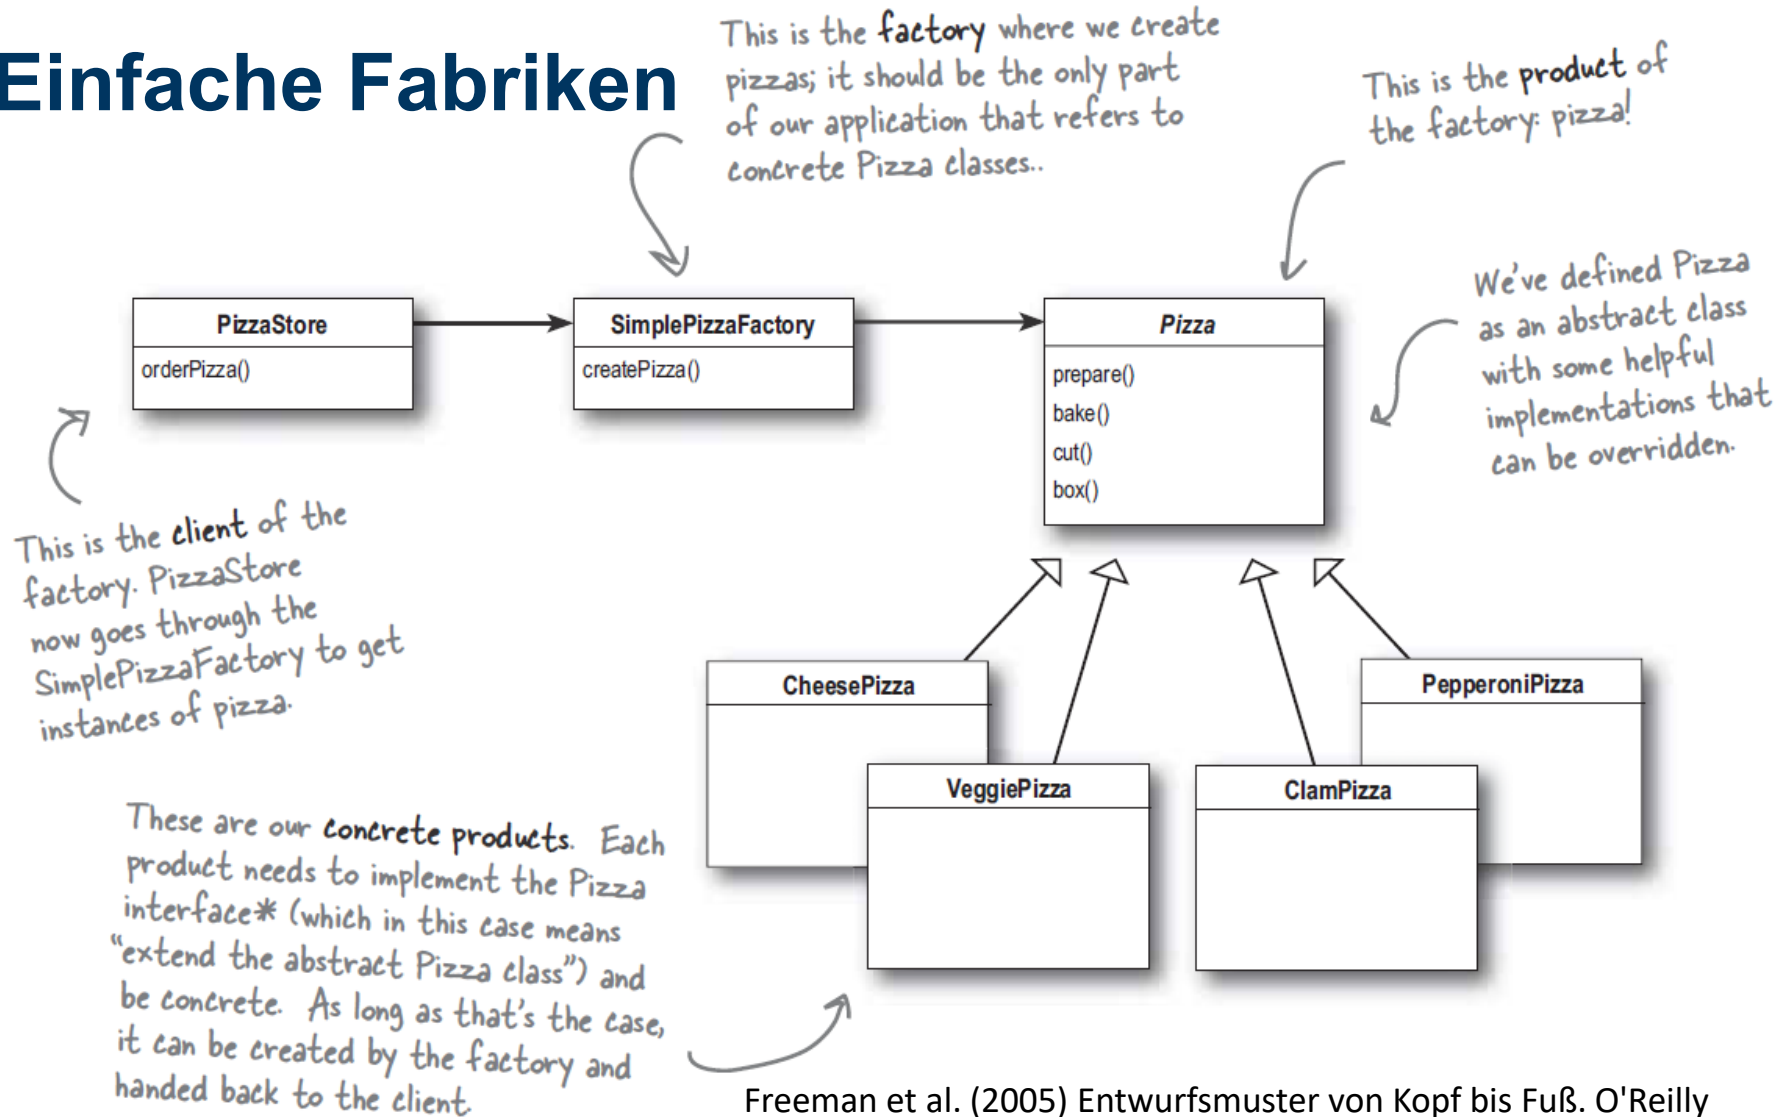 Einfache Fabriken
This is the factory where we create
pizzas; it should be the only part
of our application that refers to
concrete Pizza classes..
This is the product of
the factory: pizza!
We've defined Pizza
as an abstract class
with some helpful
implementations that
can be overridden.
PizzaStore
orderPizza()
SimplePizzaFactory
createPizza()
Pizza
prepare()
bake()
cut()
box()
This is the client of the
factory. PizzaStore
now goes through the
SimplePizzaFactory to get
instances of pizza.
CheesePizza
PepperoniPizza
VeggiePizza
ClamPizza
These are our concrete products. Each
product needs to implement the Pizza
interface* (which in this case means
“extend the abstract Pizza class”) and
be concrete. As long as that's the case,
it can be created by the factory and
handed back to the client.
Freeman et al. (2005) Entwurfsmuster von Kopf bis Fuß. O'Reilly